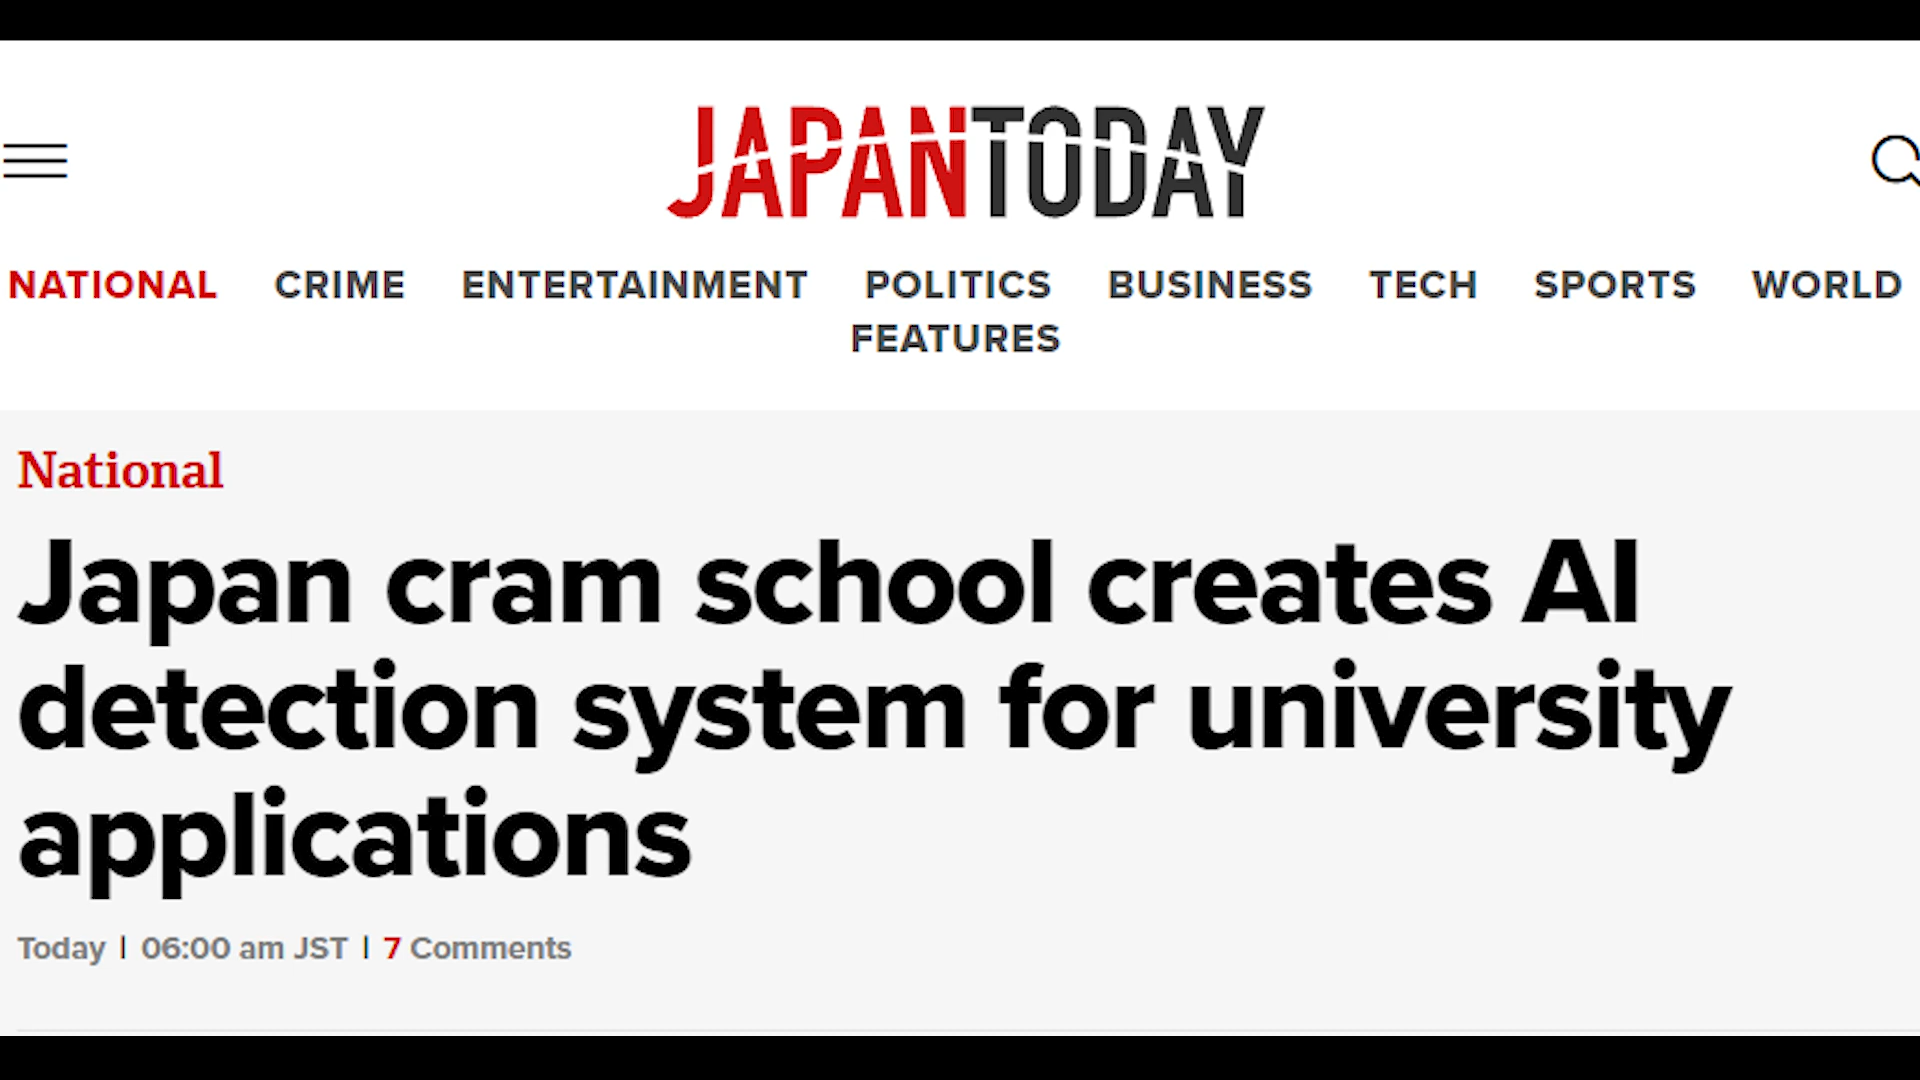 JAPANTODAY
NATIONAL CRIME ENTERTAINMENT POLITICS BUSINESS TECH SPORTS WORLD
FEATURES
National
Japan cram school creates AI
detection system for university
applications
Today | 06:00 am JST | 7 Comments